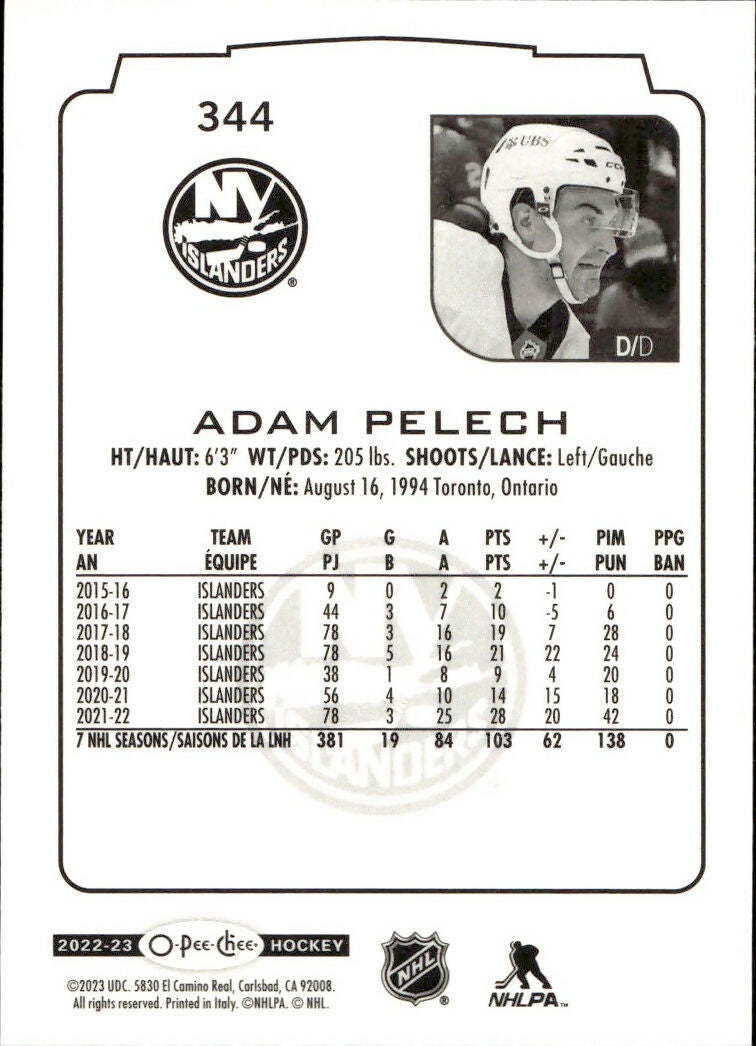 344
NY
ISLANDERS®
UBS
CCM
D/D
ADAM PELECH
HT/HAUT: 6'3" WT/PDS: 205 lbs. SHOOTS/LANCE: Left/Gauche
BORN/NÉ: August 16, 1994 Toronto, Ontario
YEAR TEAM GP G A PTS +/- PIM PPG
AN ÉQUIPE PJ B A PTS +/- PUN BAN
2015-16 ISLANDERS 9 0 2 2 -1 0 0
2016-17 ISLANDERS 44 3 7 10 -5 6 0
2017-18 ISLANDERS 78 3 16 19 7 28 0
2018-19 ISLANDERS 78 5 16 21 22 24 0
2019-20 ISLANDERS 38 1 8 9 4 20 0
2020-21 ISLANDERS 56 4 10 14 15 18 0
2021-22 ISLANDERS 78 3 25 28 20 42 0
7 NHL SEASONS/SAISONS DE LA LNH 381 19 84 103 62 138 0
ISLANDERS
2022-23 O-Pee-Chee® HOCKEY
©2023 UDC. 5830 El Camino Real, Carlsbad, CA 92008.
All rights reserved. Printed in Italy. ©NHLPA. © NHL.
NHL®
NHLPA™